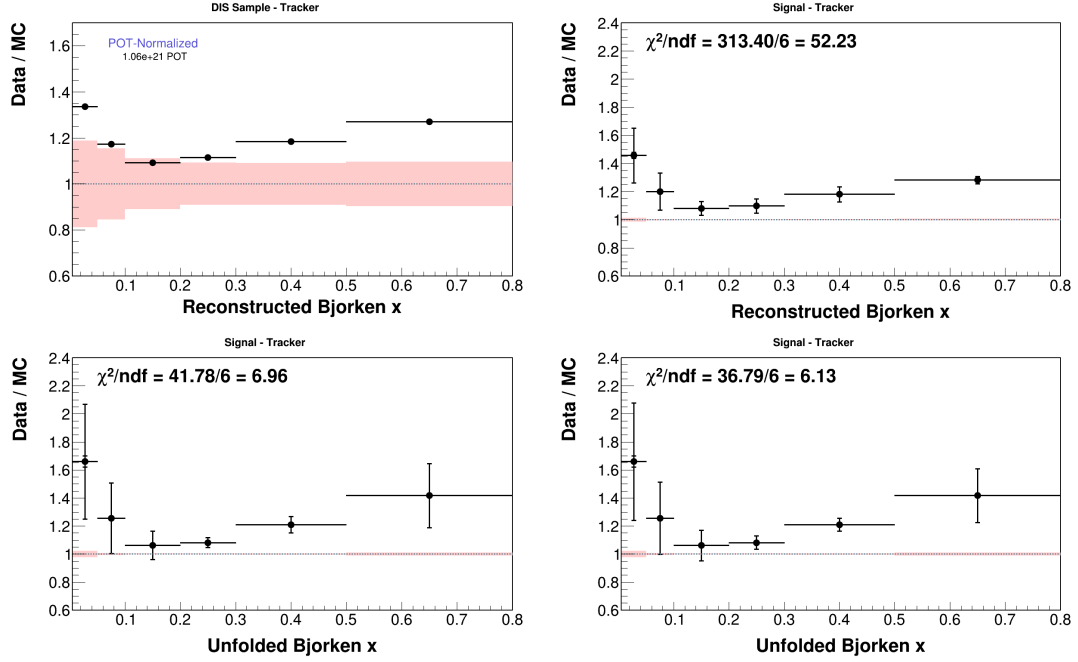 DIS Sample - Tracker
POT-Normalized
1.06e+21 POT
Data / MC
1.6
1.4
1.2
1
0.8
0.6
0.1 0.2 0.3 0.4 0.5 0.6 0.7 0.8
Reconstructed Bjorken x
Signal - Tracker
χ²/ndf = 313.40/6 = 52.23
Data / MC
2.4
2.2
2
1.8
1.6
1.4
1.2
1
0.8
0.6
0.1 0.2 0.3 0.4 0.5 0.6 0.7 0.8
Reconstructed Bjorken x
Signal - Tracker
χ²/ndf = 41.78/6 = 6.96
Data / MC
2.4
2.2
2
1.8
1.6
1.4
1.2
1
0.8
0.6
0.1 0.2 0.3 0.4 0.5 0.6 0.7 0.8
Unfolded Bjorken x
Signal - Tracker
χ²/ndf = 36.79/6 = 6.13
Data / MC
2.4
2.2
2
1.8
1.6
1.4
1.2
1
0.8
0.6
0.1 0.2 0.3 0.4 0.5 0.6 0.7 0.8
Unfolded Bjorken x